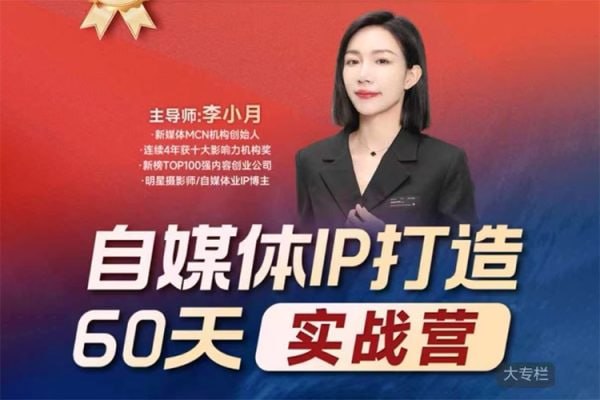 主导师:李小月
·新媒体MCN机构创始人
·连续4年获十大影响力机构奖
·新榜TOP100强内容创业公司
·明星摄影师/自媒体业IP博主
自媒体IP打造
60天 实战营
大专栏